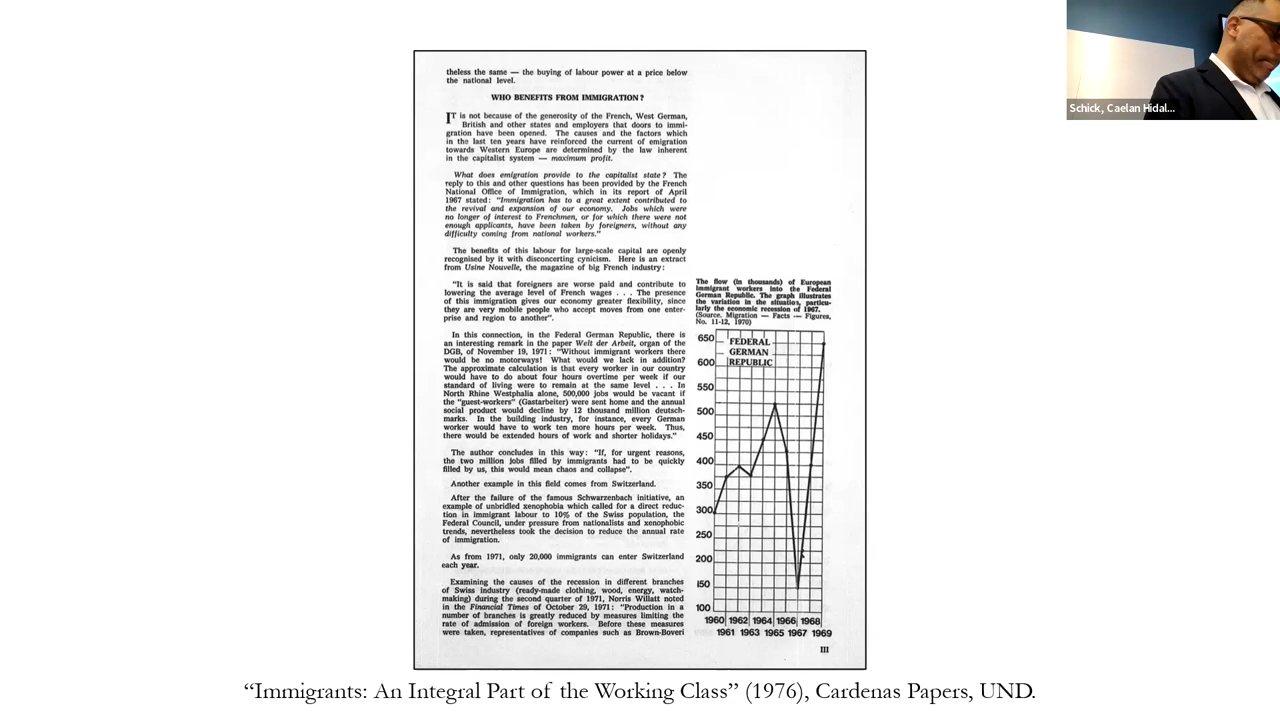 theless the same — the buying of labour power at a price below
the national level.
WHO BENEFITS FROM IMMIGRATION?
IT is not because of the generosity of the French, West German,
British and other states and employers that doors to immi-
gration have been opened. The causes and the factors which
in the last ten years have reinforced the current of emigration
towards Western Europe are determined by the law inherent
in the capitalist system — maximum profit.
What does emigration provide to the capitalist state? The
reply to this and other questions has been provided by the French
National Office of Immigration, which in its report of April
1967 stated: "Immigration has to a great extent contributed to
the revival and expansion of our economy. Jobs which were
no longer of interest to Frenchmen, or for which there were not
enough applicants, have been taken by foreigners, without any
difficulty coming from national workers."
The benefits of this labour for large-scale capital are openly
recognised by it with disconcerting cynicism. Here is an extract
from Usine Nouvelle, the magazine of big French industry:
"It is said that foreigners are worse paid and contribute to
lowering the average level of French wages . . . The presence
of this immigration gives our economy greater flexibility, since
they are very mobile people who accept moves from one enter-
prise and region to another".
In this connection, in the Federal German Republic, there is
an interesting remark in the paper Welt der Arbeit, organ of the
DGB, of November 19, 1971: "Without immigrant workers there
would be no motorways! What would we lack in addition?
The approximate calculation is that every worker in our country
would have to do about four hours overtime per week if our
standard of living were to remain at the same level . . . In
North Rhine Westphalia alone, 500,000 jobs would be vacant if
the "guest-workers" (Gastarbeiter) were sent home and the annual
social product would decline by 12 thousand million deutsch-
marks. In the building industry, for instance, every German
worker would have to work ten more hours per week. Thus,
there would be extended hours of work and shorter holidays."
The author concludes in this way: "If, for urgent reasons,
the two million jobs filled by immigrants had to be quickly
filled by us, this would mean chaos and collapse".
Another example in this field comes from Switzerland.
After the failure of the famous Schwarzenbach initiative, an
example of unbridled xenophobia which called for a direct reduc-
tion in immigrant labour to 10% of the Swiss population, the
Federal Council, under pressure from nationalists and xenophobic
trends, nevertheless took the decision to reduce the annual rate
of immigration.
As from 1971, only 20,000 immigrants can enter Switzerland
each year.
Examining the causes of the recession in different branches
of Swiss industry (ready-made clothing, wood, energy, watch-
making) during the second quarter of 1971, Norris Willatt noted
in the Financial Times of October 29, 1971: "Production in a
number of branches is greatly reduced by measures limiting the
rate of admission of foreign workers. Before these measures
were taken, representatives of companies such as Brown-Boveri
The flow (in thousands) of European
immigrant workers into the Federal
German Republic. The graph illustrates
the variation in the situation, particu-
larly the economic recession of 1967.
(Source. Migration — Facts — Figures,
No. 11-12, 1970)
FEDERAL
GERMAN
REPUBLIC
650
600
550
500
450
400
350
300
250
200
150
100
1960 1962 1964 1966 1968
1961 1963 1965 1967 1969
III
"Immigrants: An Integral Part of the Working Class" (1976), Cardenas Papers, UND.
Schick, Caelan Hidal...